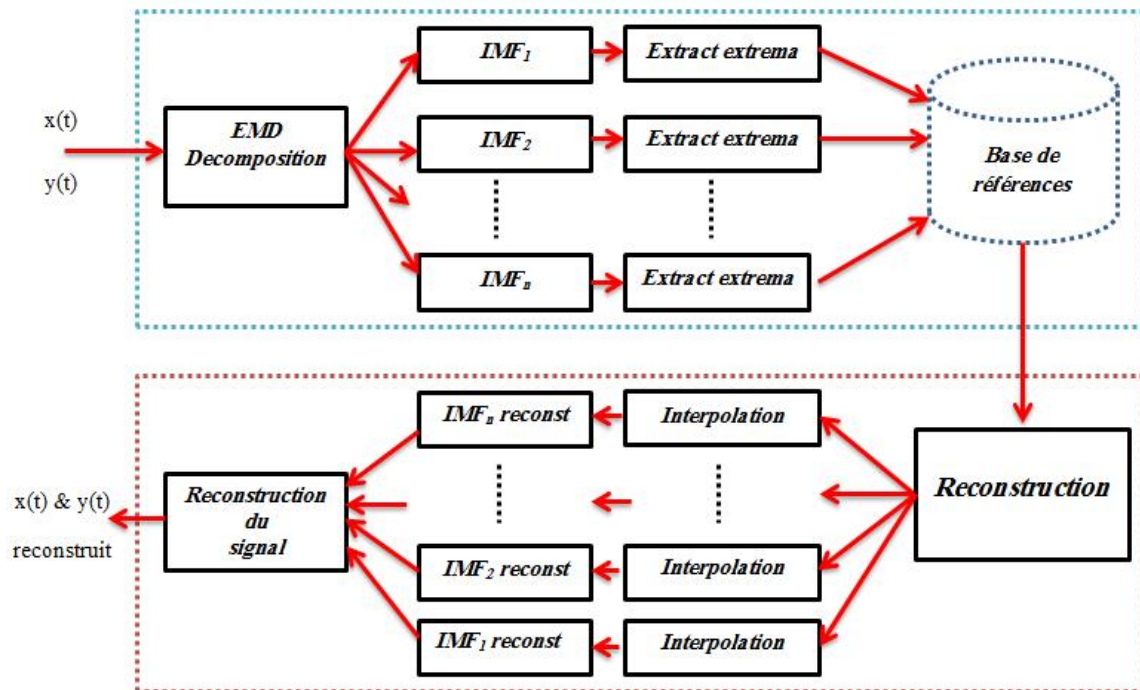 x(t)
y(t)
EMD
Decomposition
IMF₁
Extract extrema
IMF₂
Extract extrema
IMFₙ
Extract extrema
Base de
référénces
IMFₙ reconst
Interpolation
Reconstruction
x(t) & y(t)
reconstruit
Reconstruction
du
signal
IMF₂ reconst
Interpolation
IMF₁ reconst
Interpolation